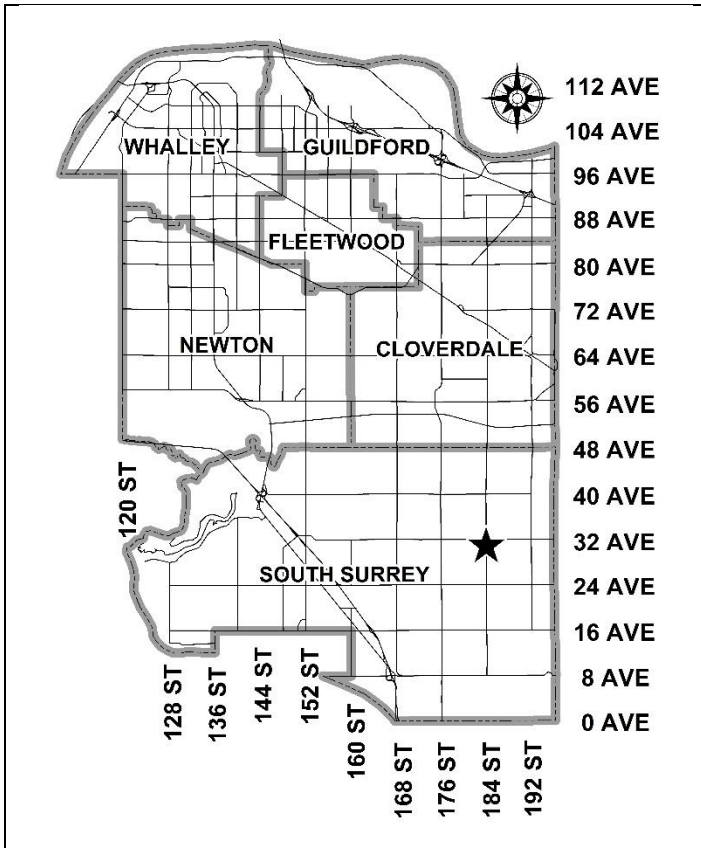 112 AVE
104 AVE
WHALLEY
GUILDFORD
96 AVE
88 AVE
FLEETWOOD
80 AVE
72 AVE
NEWTON
CLOVERDALE
64 AVE
56 AVE
48 AVE
120 ST
40 AVE
32 AVE
SOUTH SURREY
24 AVE
16 AVE
8 AVE
0 AVE
128 ST
136 ST
144 ST
152 ST
160 ST
168 ST
176 ST
184 ST
192 ST